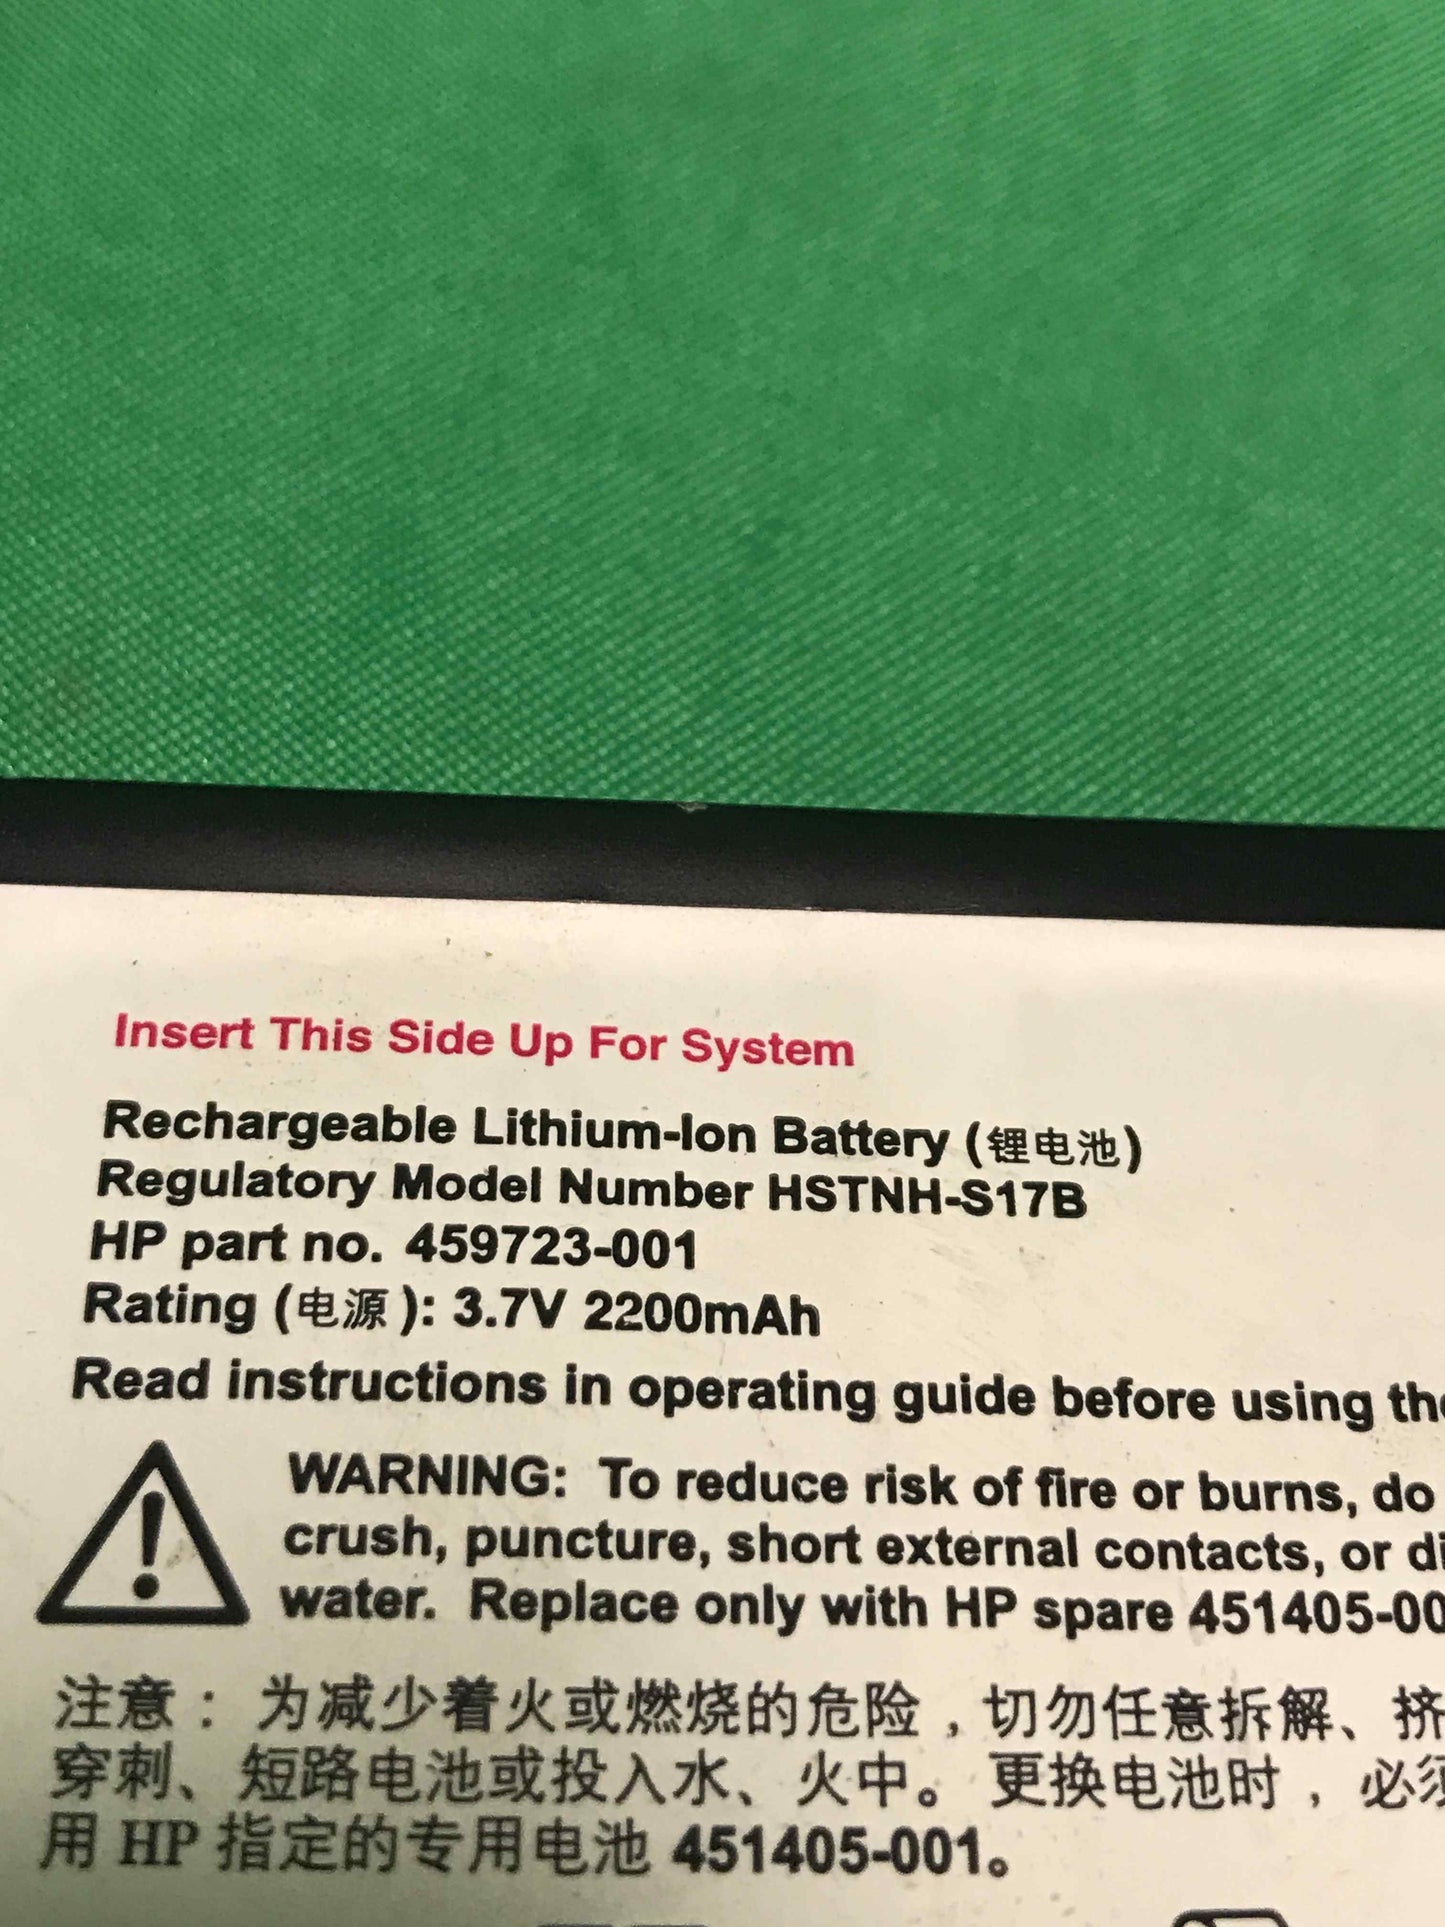 Insert This Side Up For System
Rechargeable Lithium-Ion Battery (锂电池)
Regulatory Model Number HSTNH-S17B
HP part no. 459723-001
Rating (电源): 3.7V 2200mAh
Read instructions in operating guide before using
WARNING: To reduce risk of fire or burns, do
crush, puncture, short external contacts, or
water. Replace only with HP spare 451405-00
注意：为减少着火或燃烧的危险，切勿任意拆解、挤
穿刺、短路电池或投入水、火中。更换电池时，必须
用 HP 指定的专用电池 451405-001。